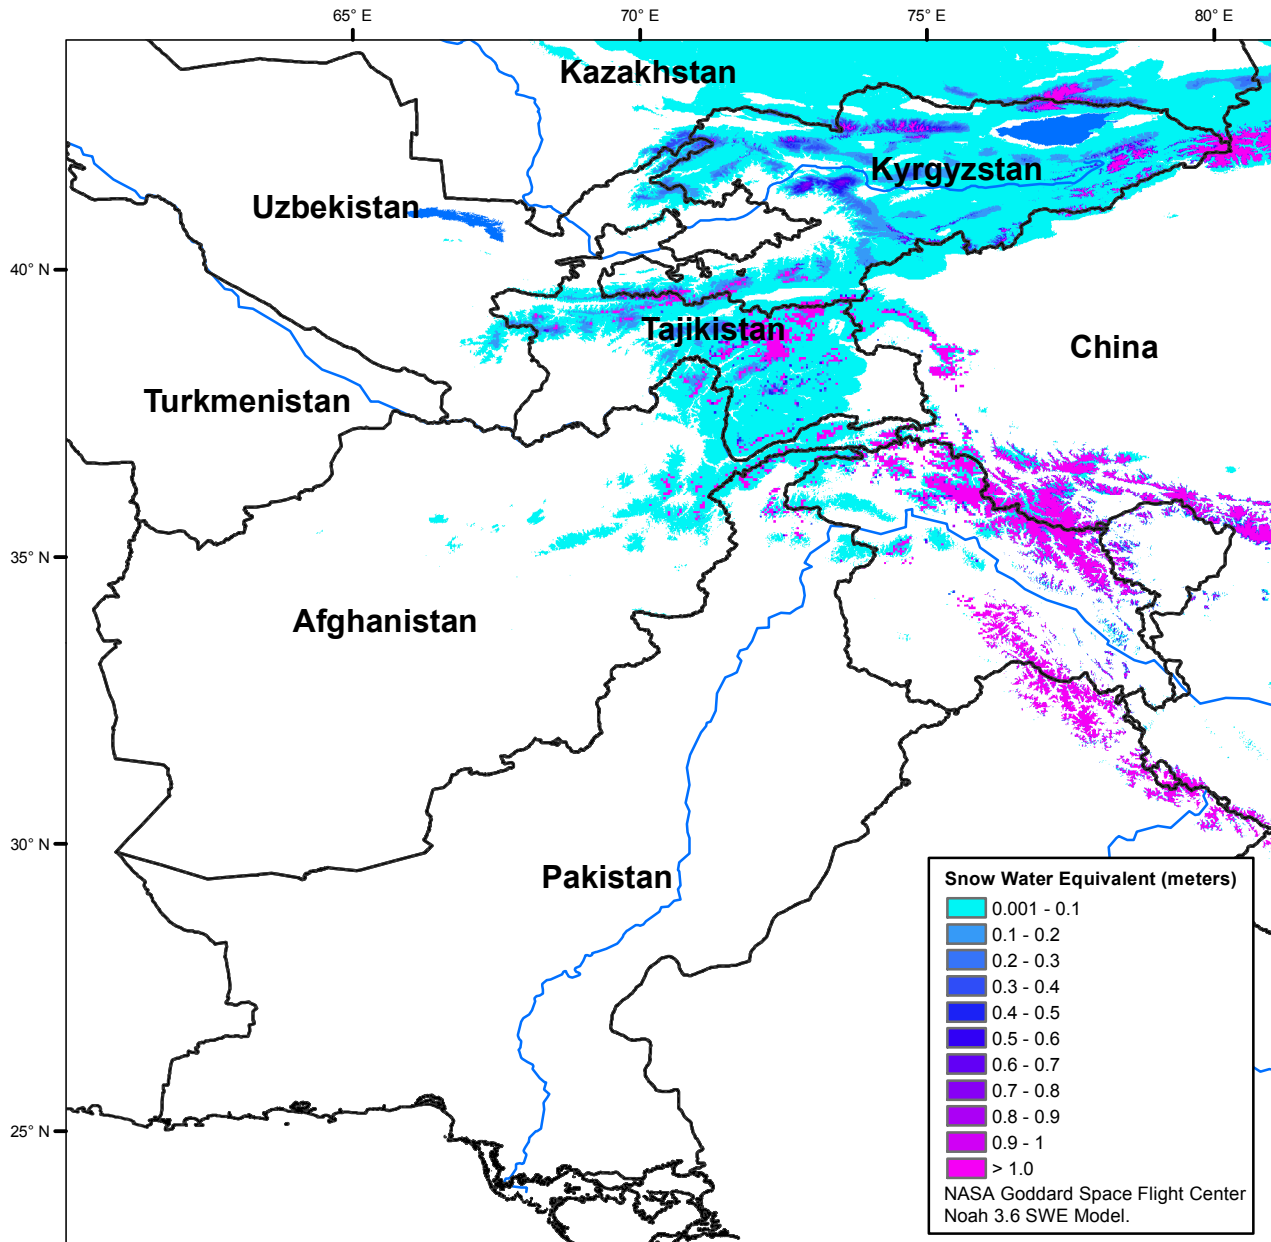 65° E
70° E
75° E
80° E
Kazakhstan
Kyrgyzstan
Uzbekistan
40° N
Tajikistan
China
Turkmenistan
35° N
Afghanistan
30° N
Pakistan
25° N
Snow Water Equivalent (meters)
0.001 - 0.1
0.1 - 0.2
0.2 - 0.3
0.3 - 0.4
0.4 - 0.5
0.5 - 0.6
0.6 - 0.7
0.7 - 0.8
0.8 - 0.9
0.9 - 1
> 1.0
NASA Goddard Space Flight Center
Noah 3.6 SWE Model.